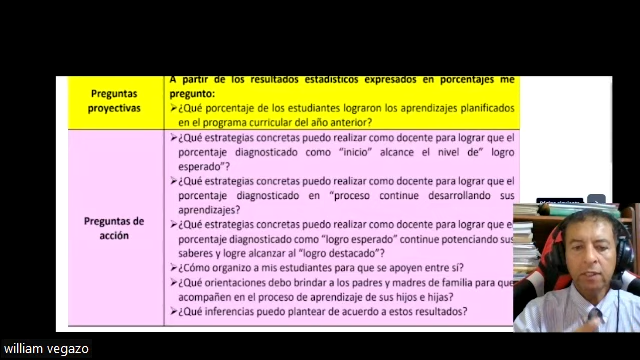 A partir de los resultados estadísticos expresados en porcentajes me
pregunto:
Preguntas
proyectivas
➢¿Qué porcentaje de los estudiantes lograron los aprendizajes planificados
en el programa curricular del año anterior?
Preguntas de
acción
➢¿Qué estrategias concretas puedo realizar como docente para lograr que el
porcentaje diagnosticado como "inicio" alcance el nivel de" logro
esperado"?
➢¿Qué estrategias concretas puedo realizar como docente para lograr que el
porcentaje diagnosticado en "proceso continue desarrollando sus
aprendizajes?
➢¿Qué estrategias concretas puedo realizar como docente para lograr que e
porcentaje diagnosticado como "logro esperado" continue potenciando sus
saberes y logre alcanzar al "logro destacado"?
➢¿Cómo organizo a mis estudiantes para que se apoyen entre sí?
➢¿Qué orientaciones debo brindar a los padres y madres de familia para que
acompañen en el proceso de aprendizaje de sus hijos e hijas?
➢¿Qué inferencias puedo plantear de acuerdo a estos resultados?
william vegazo